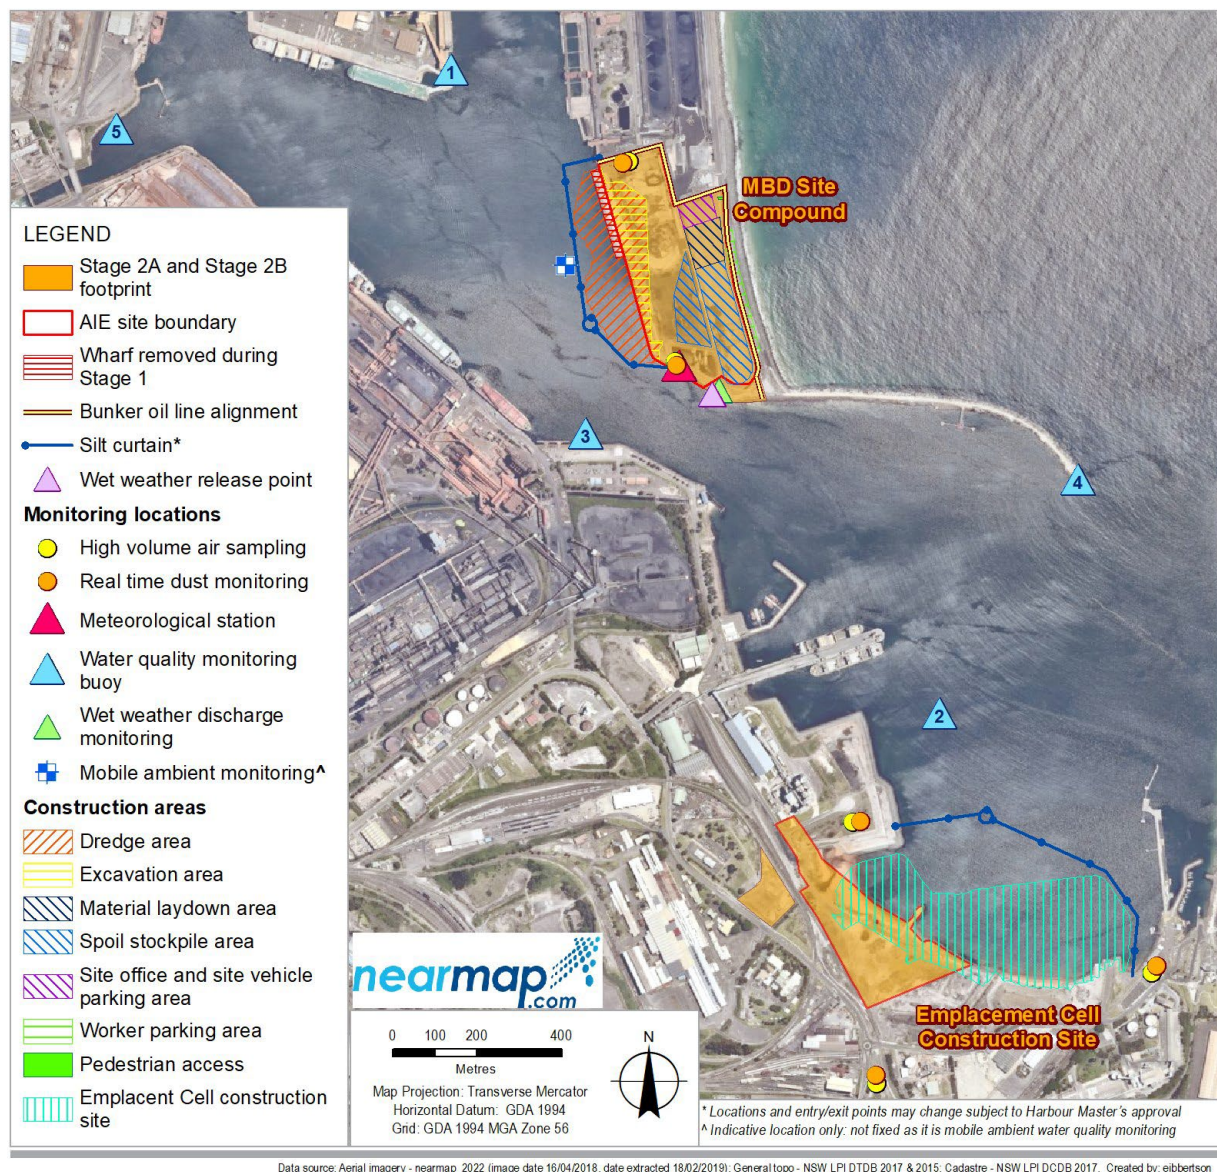 1
5
MBD Site
Compound
3
4
2
LEGEND
Stage 2A and Stage 2B
footprint
AIE site boundary
Wharf removed during
Stage 1
Bunker oil line alignment
Silt curtain*
Wet weather release point
Monitoring locations
High volume air sampling
Real time dust monitoring
Meteorological station
Water quality monitoring
buoy
Wet weather discharge
monitoring
Mobile ambient monitoring^
Construction areas
Dredge area
Excavation area
Material laydown area
Spoil stockpile area
Site office and site vehicle
parking area
Worker parking area
Pedestrian access
Emplacent Cell construction
site
nearmap
.com
Emplacement Cell
Construction Site
0 100 200 400
Metres
Map Projection: Transverse Mercator
Horizontal Datum: GDA 1994
Grid: GDA 1994 MGA Zone 56
N
* Locations and entry/exit points may change subject to Harbour Master's approval
^ Indicative location only: not fixed as it is mobile ambient water quality monitoring
Data source: Aerial imagery - nearmap 2022 (image date 16/04/2018, date extracted 18/02/2019); General topo - NSW LPI DTDB 2017 & 2015; Cadastre - NSW LPI DCDB 2017. Created by: eibbertson